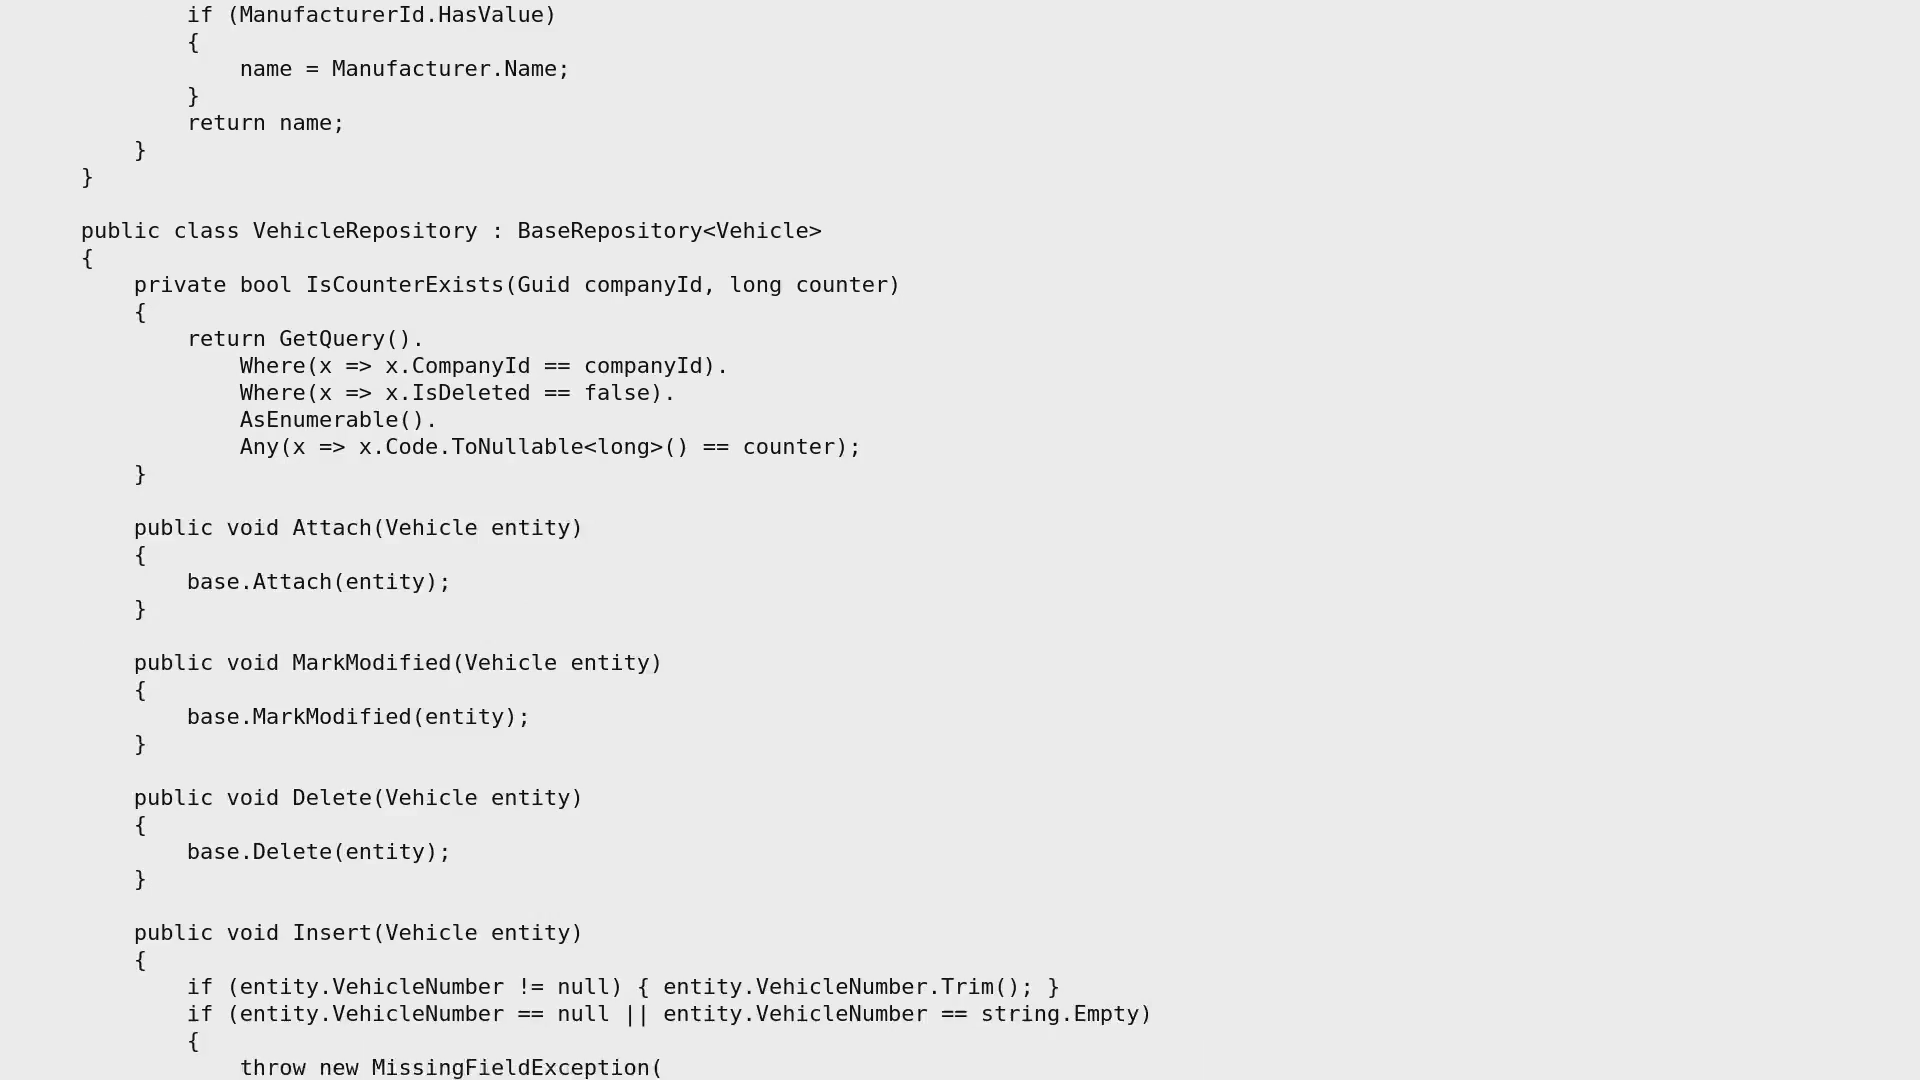 if (ManufacturerId.HasValue)
{
name = Manufacturer.Name;
}
return name;
}
}
public class VehicleRepository : BaseRepository<Vehicle>
{
private bool IsCounterExists(Guid companyId, long counter)
{
return GetQuery().
Where(x => x.CompanyId == companyId).
Where(x => x.IsDeleted == false).
AsEnumerable().
Any(x => x.Code.ToNullable<long>() == counter);
}
public void Attach(Vehicle entity)
{
base.Attach(entity);
}
public void MarkModified(Vehicle entity)
{
base.MarkModified(entity);
}
public void Delete(Vehicle entity)
{
base.Delete(entity);
}
public void Insert(Vehicle entity)
{
if (entity.VehicleNumber != null) { entity.VehicleNumber.Trim(); }
if (entity.VehicleNumber == null || entity.VehicleNumber == string.Empty)
{
throw new MissingFieldException(